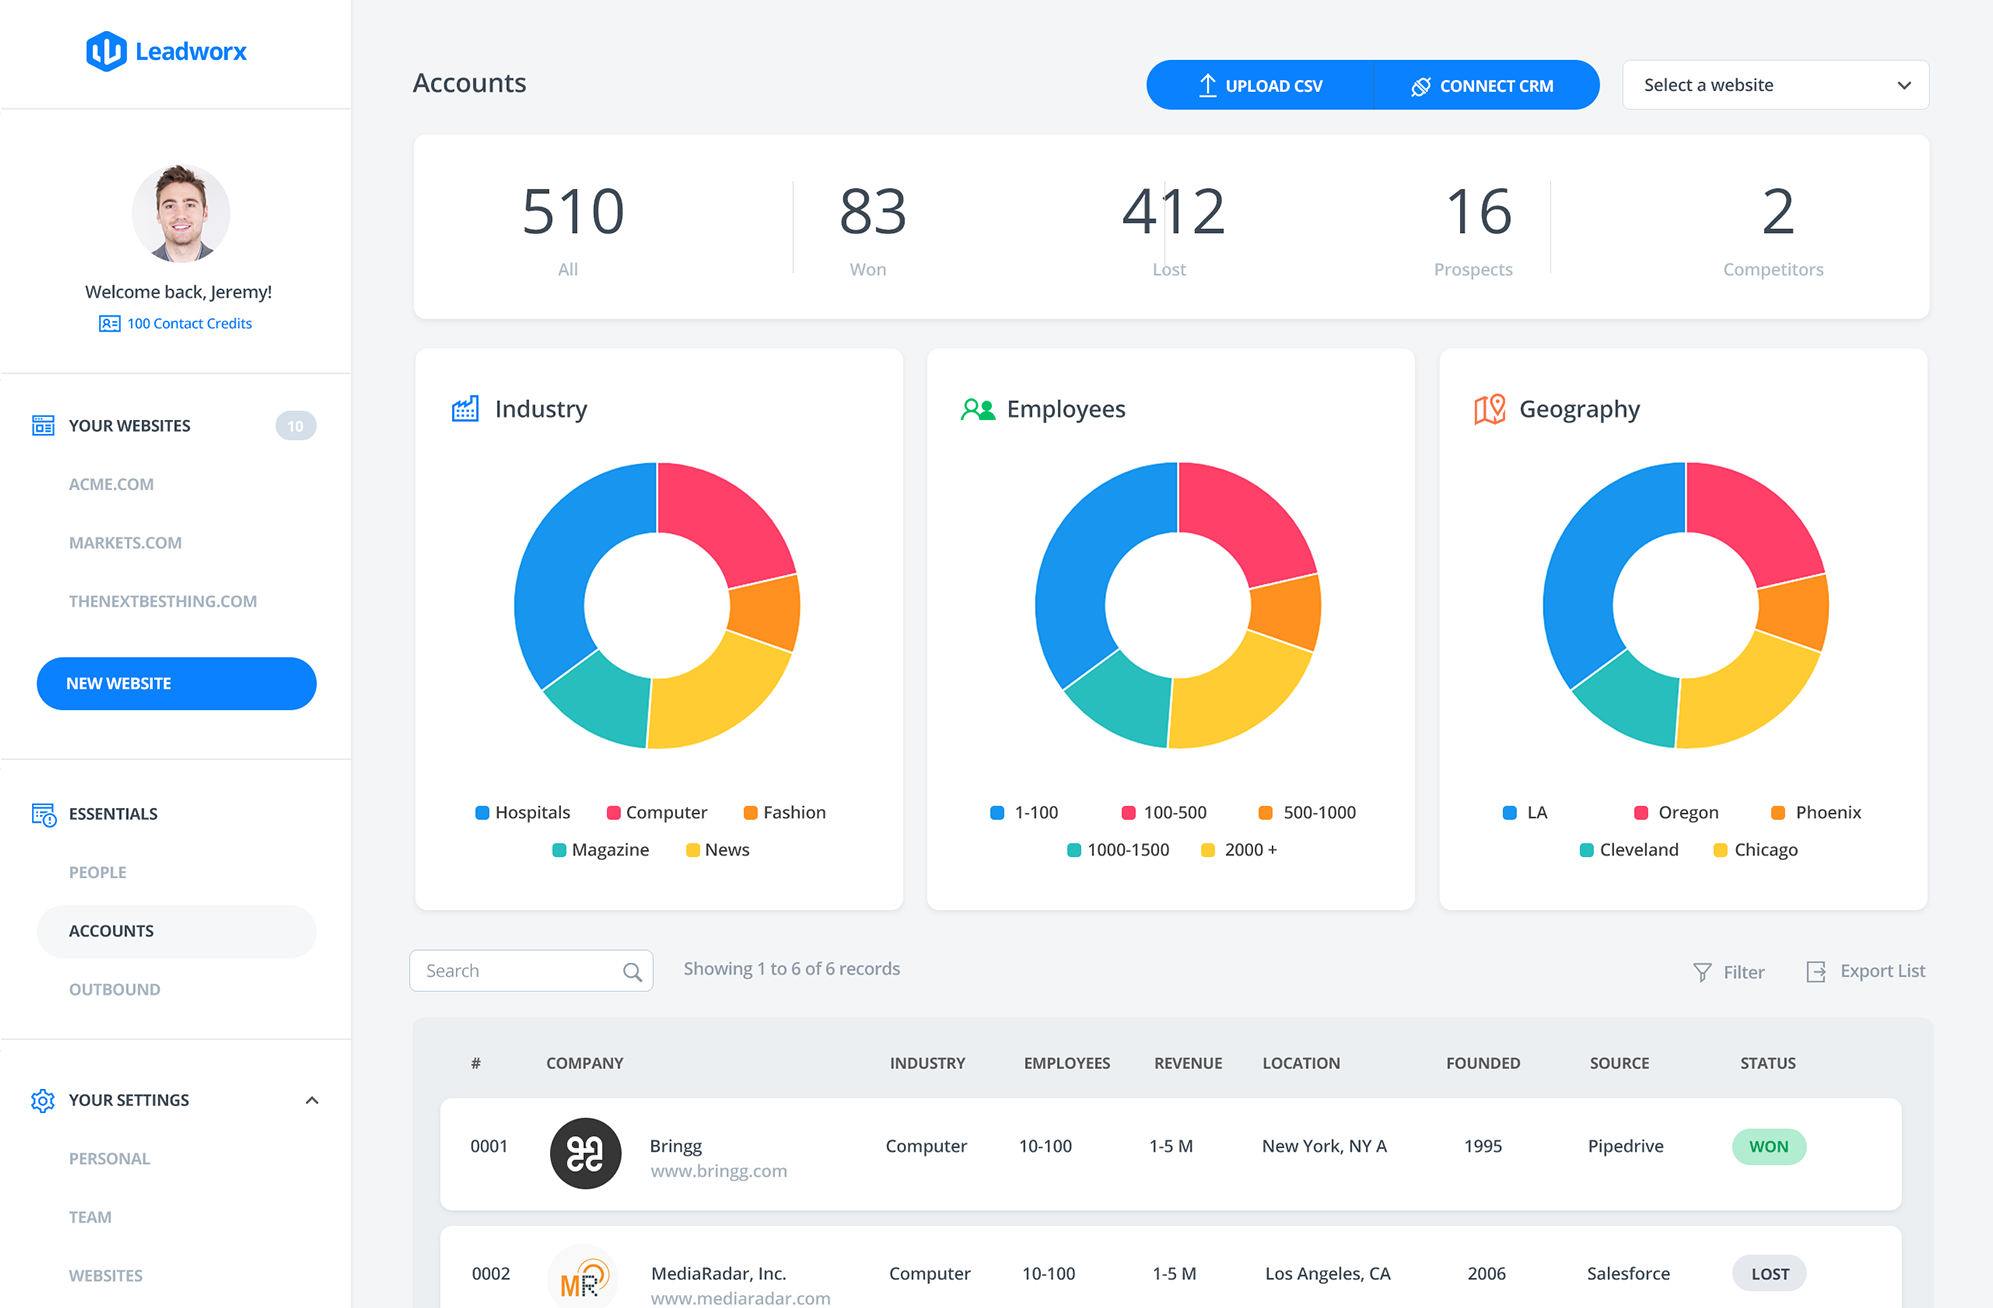 Leadworx
Welcome back, Jeremy!
100 Contact Credits
YOUR WEBSITES 10
ACME.COM
MARKETS.COM
THENEXTBESTHING.COM
NEW WEBSITE
ESSENTIALS
PEOPLE
ACCOUNTS
OUTBOUND
YOUR SETTINGS
PERSONAL
TEAM
WEBSITES
Accounts
UPLOAD CSV CONNECT CRM Select a website
510 83 412 16 2
All Won Lost Prospects Competitors
Industry
Hospitals Computer Fashion
Magazine News
Employees
1-100 100-500 500-1000
1000-1500 2000 +
Geography
LA Oregon Phoenix
Cleveland Chicago
Search Showing 1 to 6 of 6 records Filter Export List
# COMPANY INDUSTRY EMPLOYEES REVENUE LOCATION FOUNDED SOURCE STATUS
0001 Bringg Computer 10-100 1-5 M New York, NY A 1995 Pipedrive WON
www.bringg.com
0002 MR MediaRadar, Inc. Computer 10-100 1-5 M Los Angeles, CA 2006 Salesforce LOST
www.mediaradar.com